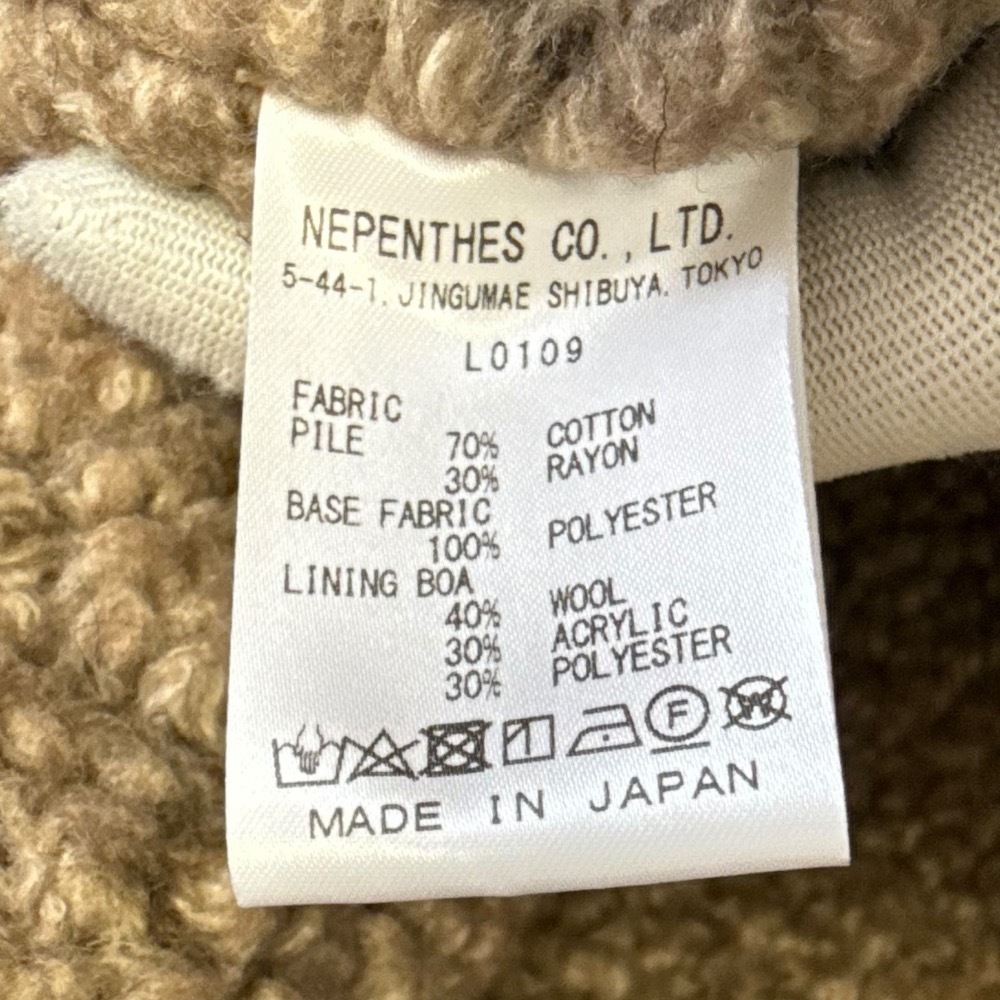 NEPENTHES CO., LTD.
5-44-1, JINGUMAE SHIBUYA, TOKYO
L0109
FABRIC
PILE 70% COTTON
30% RAYON
BASE FABRIC
100% POLYESTER
LINING BOA
40% WOOL
30% ACRYLIC
30% POLYESTER
F W
MADE IN JAPAN